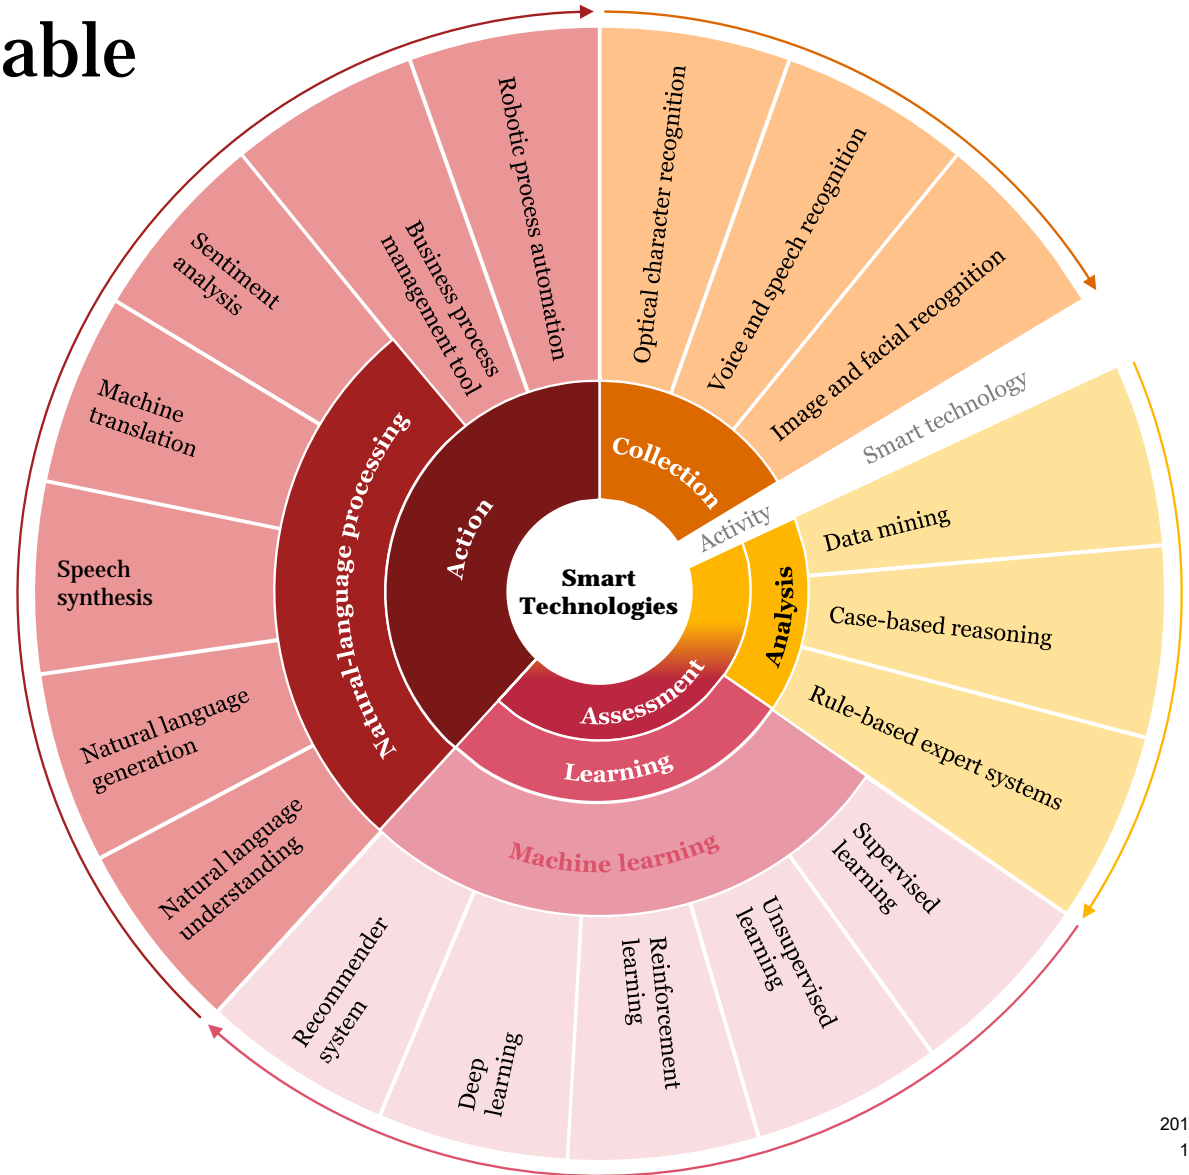 able
Smart
Technologies
Collection
Optical character recognition
Voice and speech recognition
Image and facial recognition
Activity
Smart technology
Assessment
Analysis
Data mining
Case-based reasoning
Rule-based expert systems
Learning
Machine learning
Supervised
learning
Unsupervised
learning
Reinforcement
learning
Deep
learning
Recommender
system
Action
Natural-language processing
Natural language
understanding
Natural language
generation
Speech
synthesis
Machine
translation
Sentiment
analysis
Business process
management tool
Robotic process automation
201
1